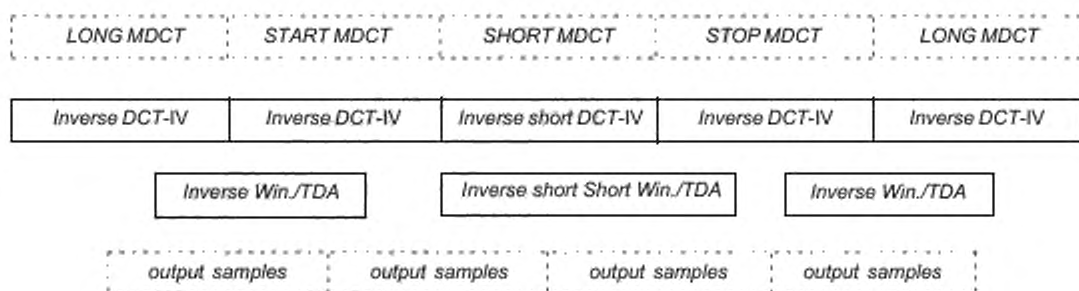 LONG MDCT START MDCT SHORT MDCT STOP MDCT LONG MDCT
Inverse DCT-IV Inverse DCT-IV Inverse short DCT-IV Inverse DCT-IV Inverse DCT-IV
Inverse Win./TDA Inverse short Short Win./TDA Inverse Win./TDA
output samples output samples output samples output samples